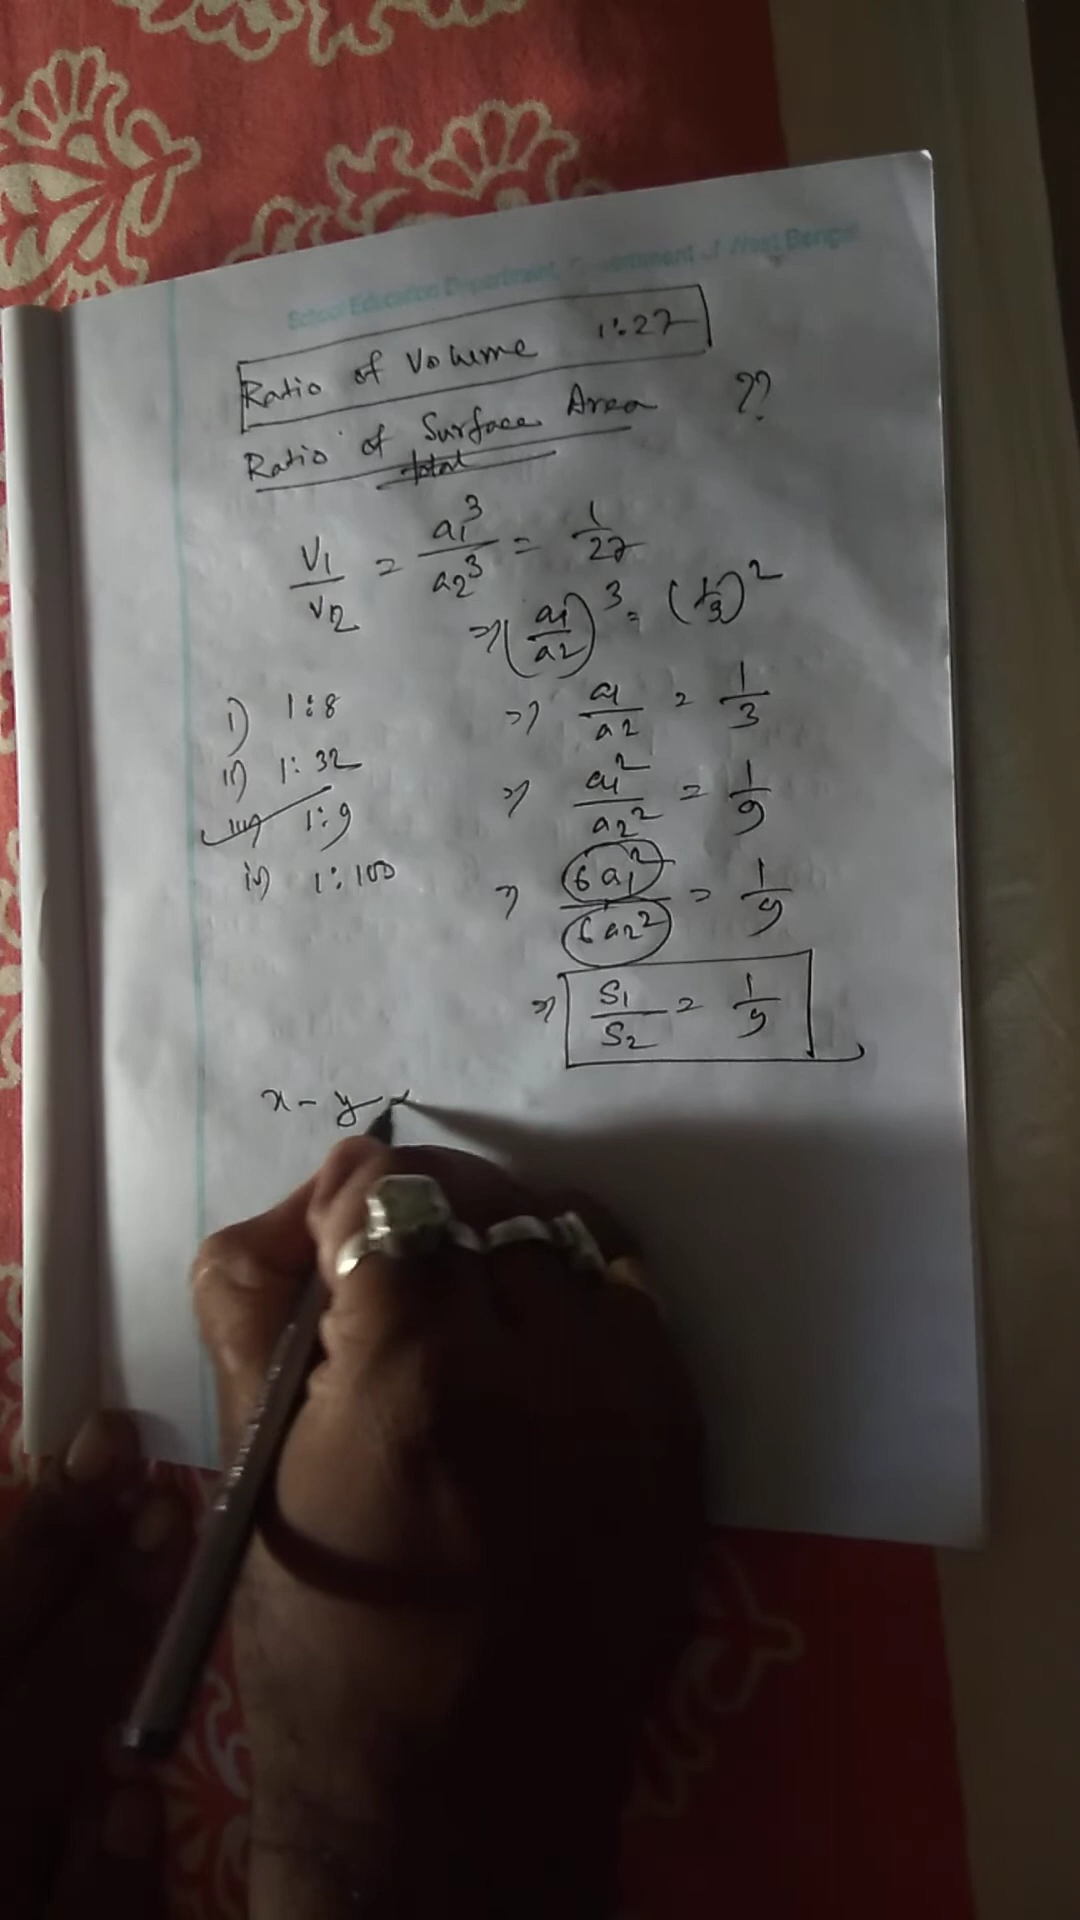 School Education Department, Government of West Bengal
Ratio of Volume 1:27
Ratio of Surface Area ??
total
V1/V2 = a1³/a2³ = 1/27
⇒ (a1/a2)³ = (1/3)²
i) 1:8
⇒ a1/a2 = 1/3
ii) 1:32
⇒ a1²/a2² = 1/9
iii) 1:9
iv) 1:100
⇒ 6a1²/6a2² = 1/9
⇒ S1/S2 = 1/9
x - y